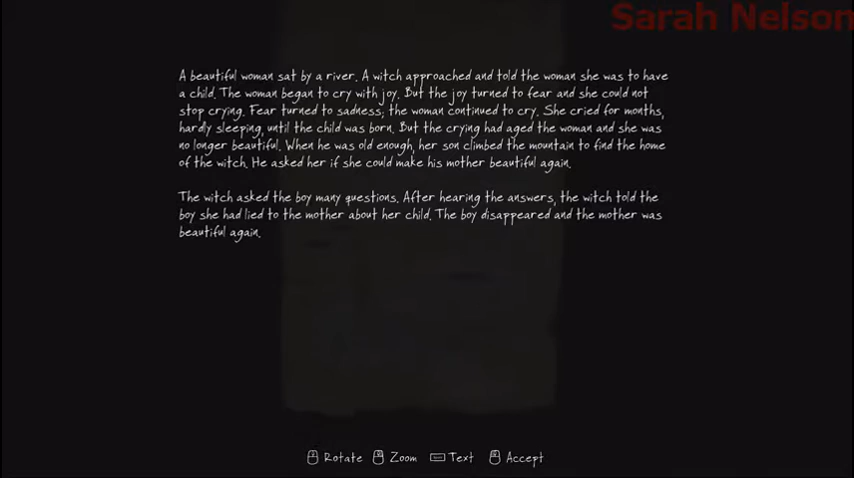 Sarah Nelson
A beautiful woman sat by a river. A witch approached and told the woman she was to have
a child. The woman began to cry with joy. But the joy turned to fear and she could not
stop crying. Fear turned to sadness; the woman continued to cry. She cried for months,
hardly sleeping, until the child was born. But the crying had aged the woman and she was
no longer beautiful. When he was old enough, her son climbed the mountain to find the home
of the witch. He asked her if she could make his mother beautiful again.
The witch asked the boy many questions. After hearing the answers, the witch told the
boy she had lied to the mother about her child. The boy disappeared and the mother was
beautiful again.
Rotate Zoom Text Accept